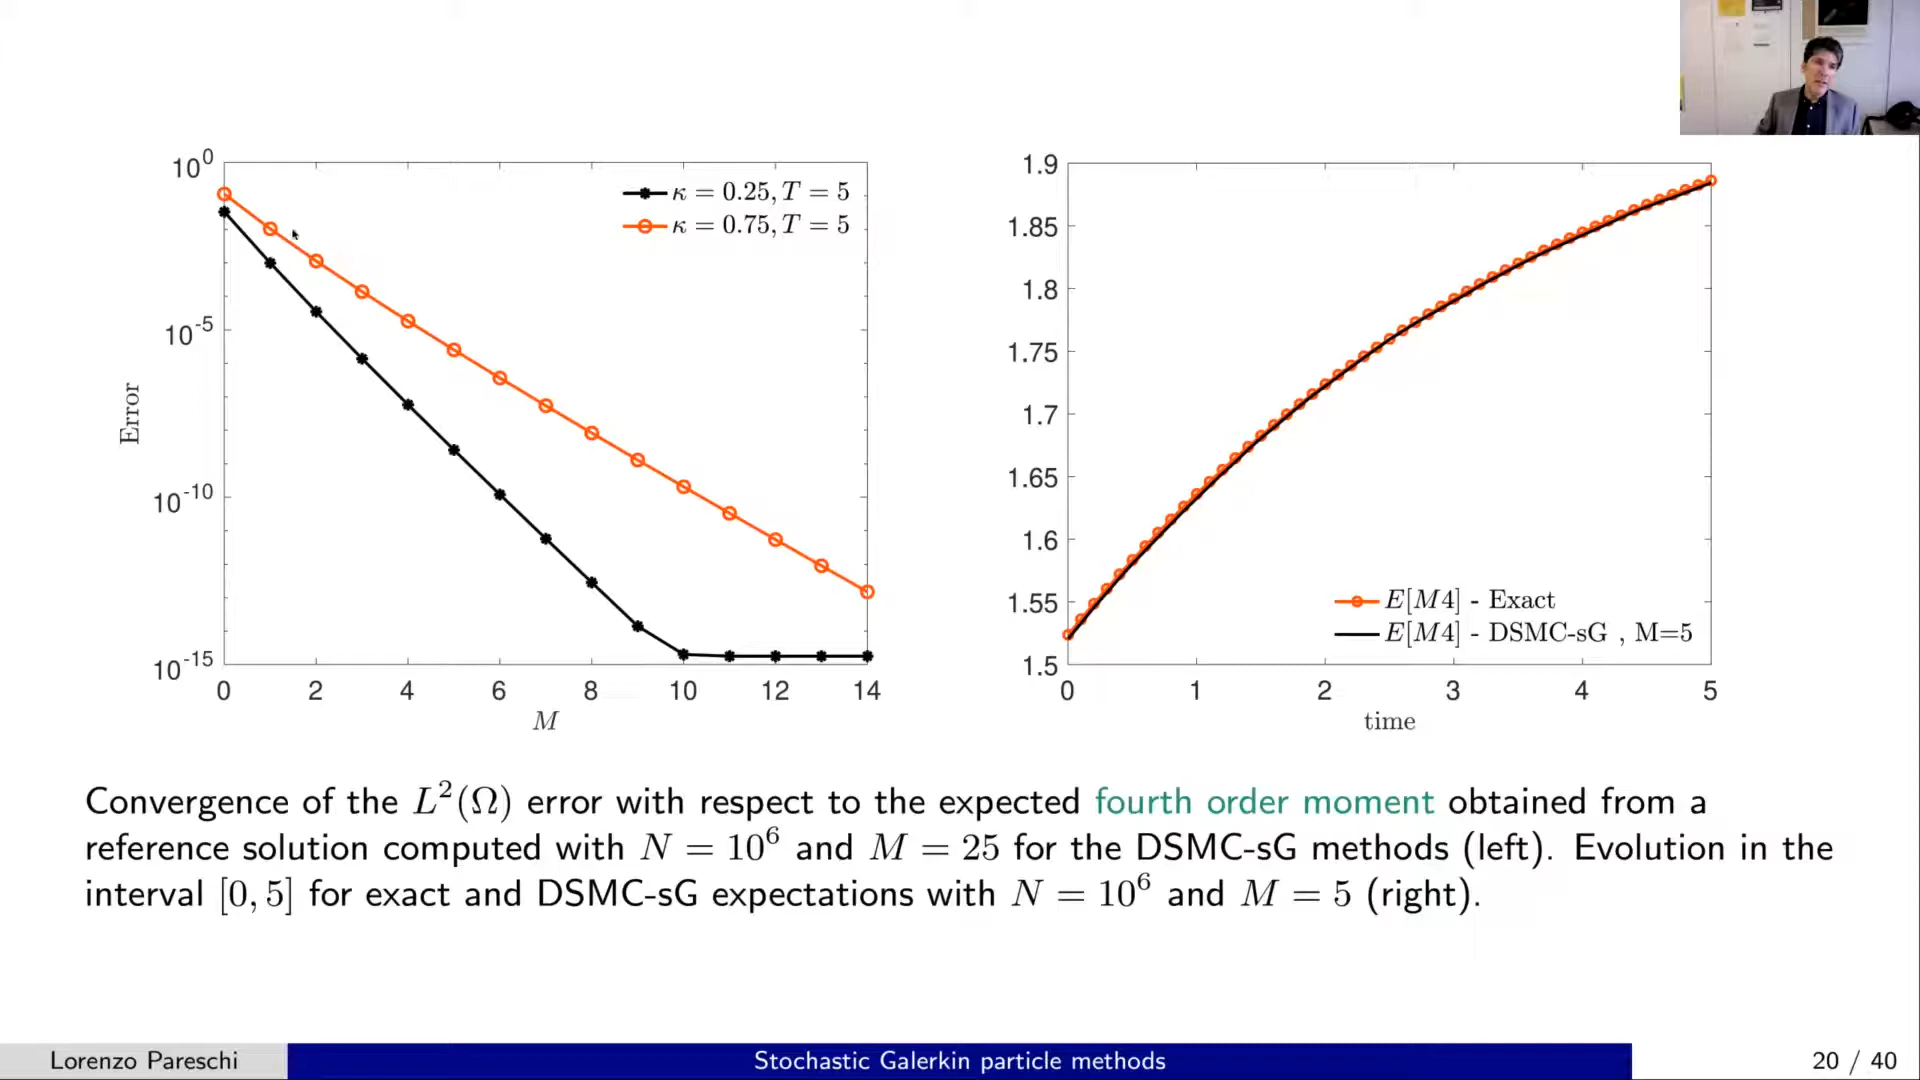 10^0
10^-5
10^-10
10^-15
Error
κ = 0.25, T = 5
κ = 0.75, T = 5
0 2 4 6 8 10 12 14
M
1.9
1.85
1.8
1.75
1.7
1.65
1.6
1.55
1.5
E[M4] - Exact
E[M4] - DSMC-sG , M=5
0 1 2 3 4 5
time
Convergence of the L²(Ω) error with respect to the expected fourth order moment obtained from a
reference solution computed with N = 10⁶ and M = 25 for the DSMC-sG methods (left). Evolution in the
interval [0, 5] for exact and DSMC-sG expectations with N = 10⁶ and M = 5 (right).
Lorenzo Pareschi Stochastic Galerkin particle methods 20 / 40